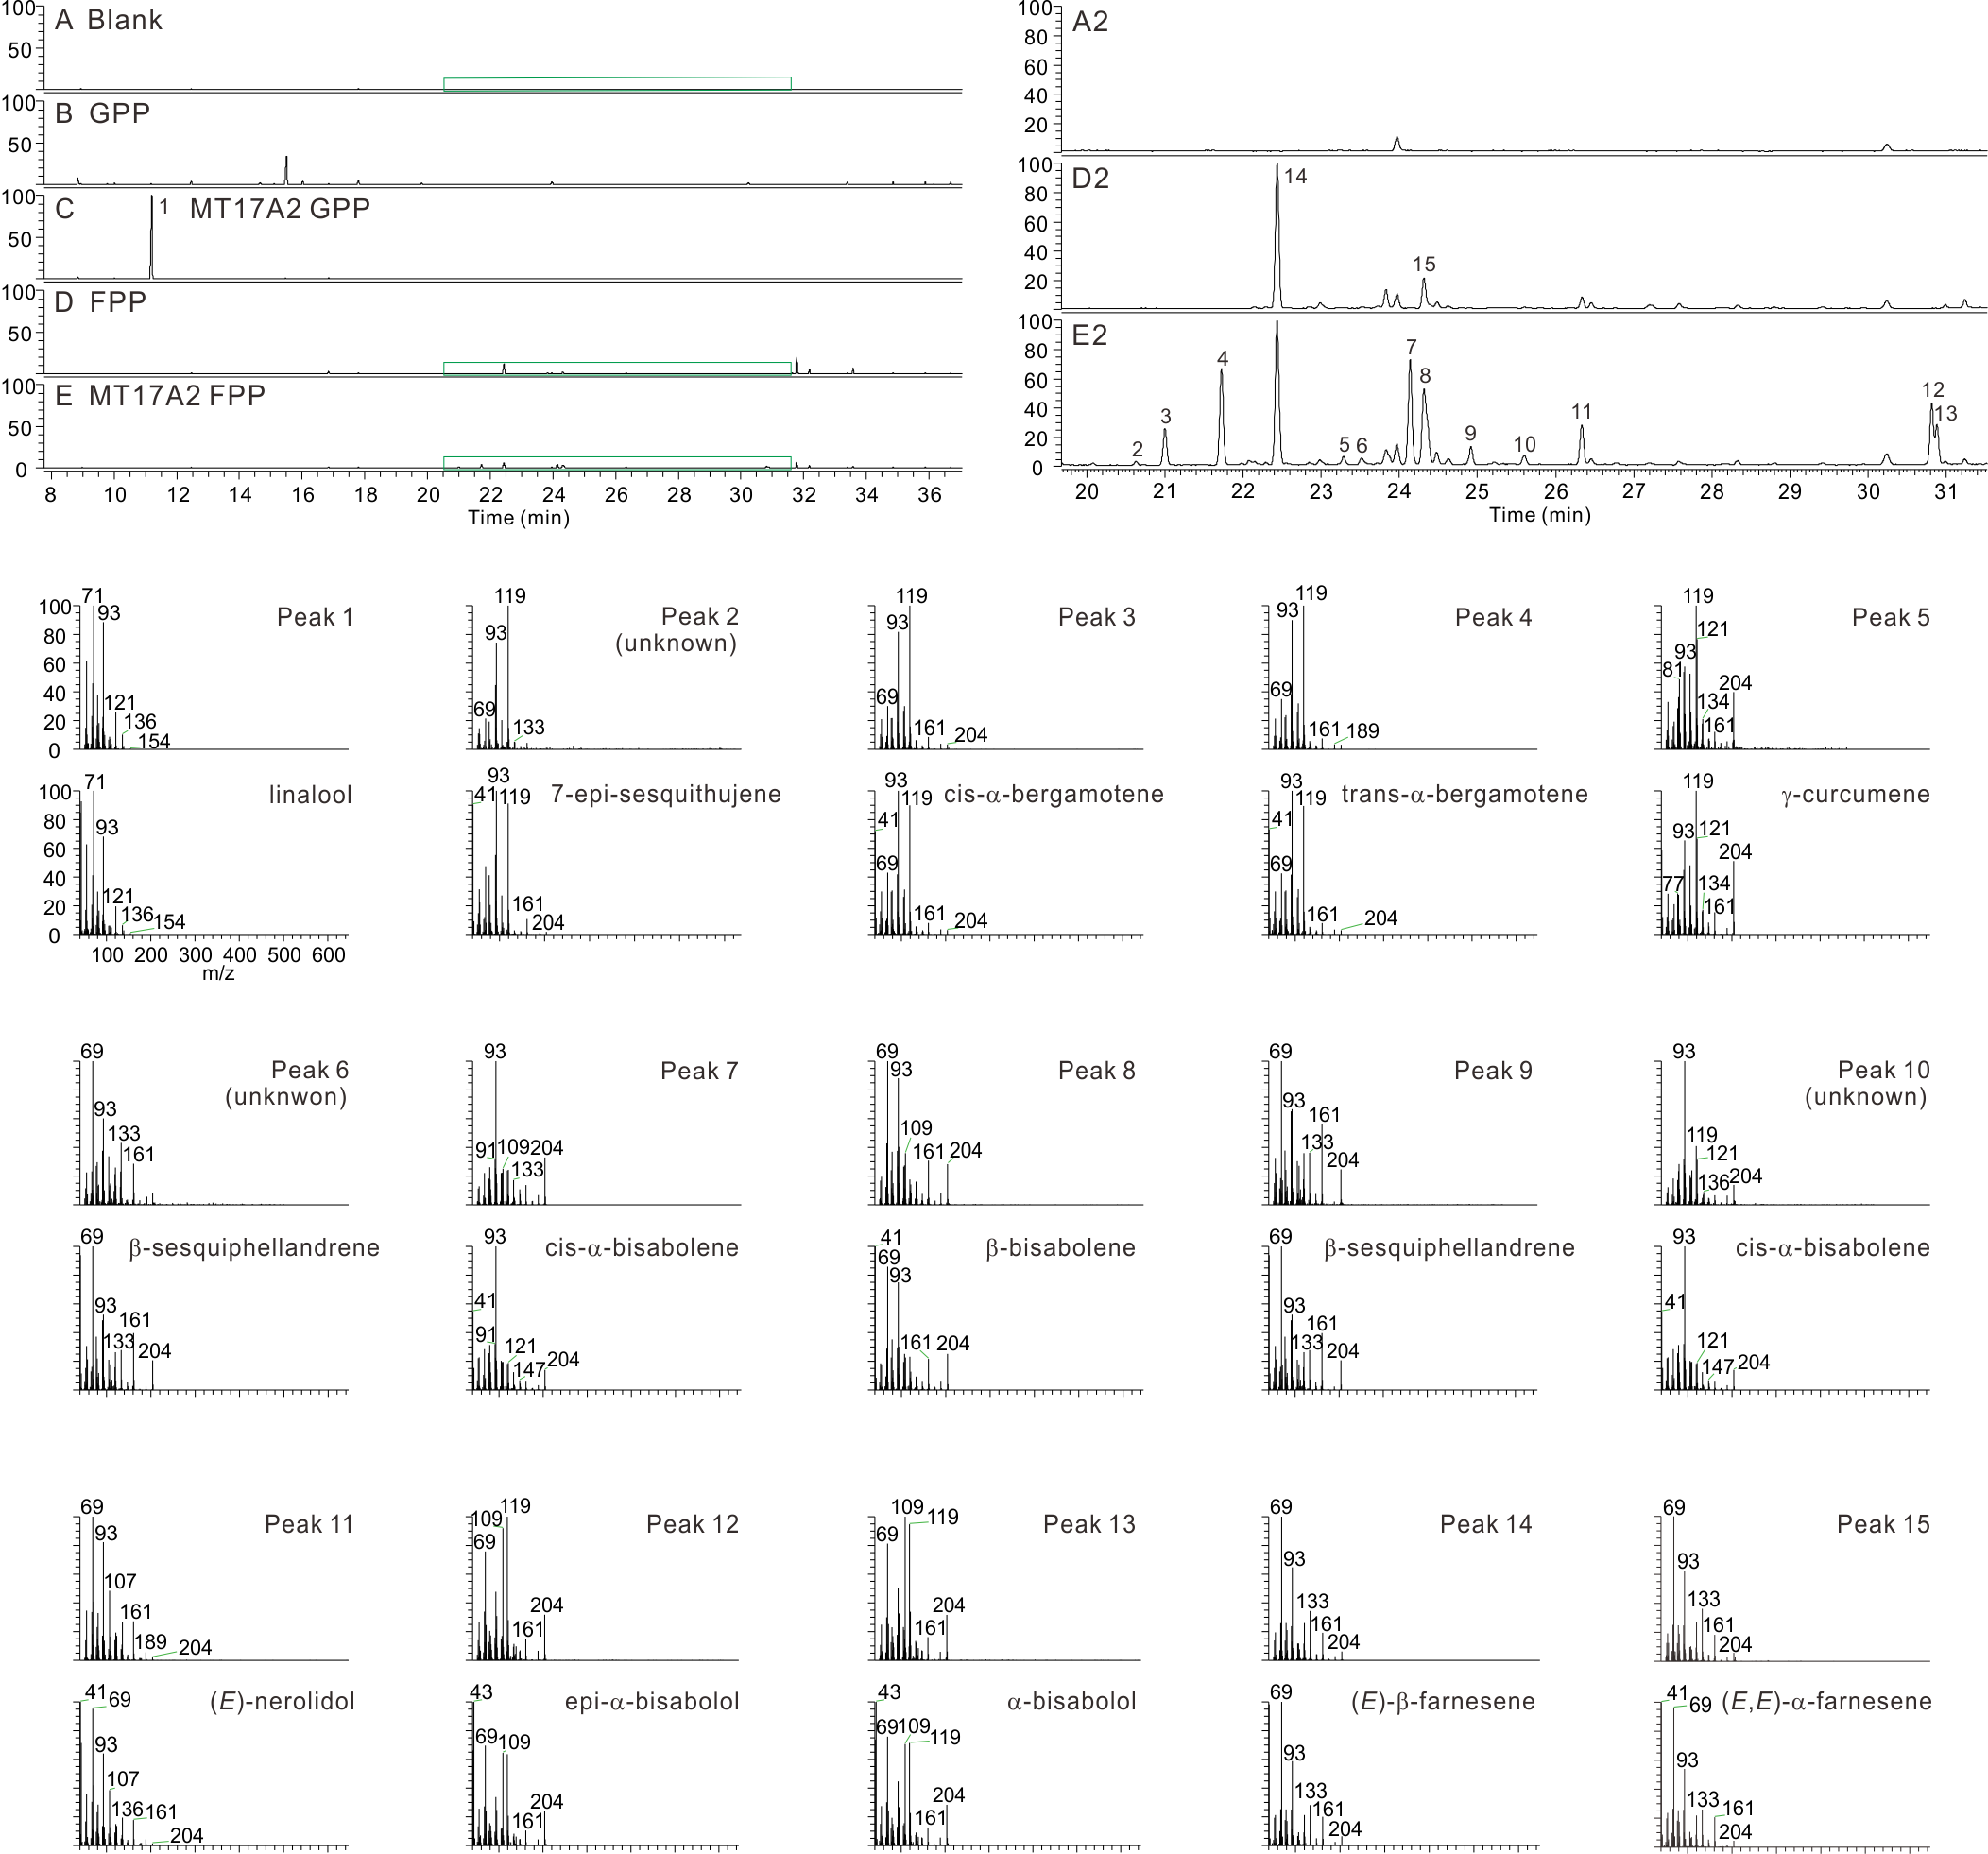 100
50
A Blank
100
50
B GPP
100
50
C 1 MT17A2 GPP
100
50
D FPP
100
50
0
E MT17A2 FPP
8 10 12 14 16 18 20 22 24 26 28 30 32 34 36
Time (min)
100
80
60
40
20
A2
100
80
60
40
20
D2
14
15
100
80
60
40
20
0
E2
2 3 4 5 6 7 8 9 10 11 12 13
20 21 22 23 24 25 26 27 28 29 30 31
Time (min)
100
80
60
40
20
0
71 93 121 136 154
Peak 1
119 93 69 133
Peak 2
(unknown)
119 93 69 161 204
Peak 3
119 93 69 161 189
Peak 4
119 121 93 81 204 134 161
Peak 5
100
80
60
40
20
0
71 93 121 136 154
linalool
100 200 300 400 500 600
m/z
93 41 119 161 204
7-epi-sesquithujene
93 119 41 69 161 204
cis-α-bergamotene
93 119 41 69 161 204
trans-α-bergamotene
119 121 93 204 77 134 161
γ-curcumene
69 93 133 161
Peak 6
(unknwon)
93 91 109 204 133
Peak 7
69 93 109 161 204
Peak 8
69 93 161 133 204
Peak 9
93 119 121 136 204
Peak 10
(unknown)
69 93 161 133 204
β-sesquiphellandrene
93 41 91 121 147 204
cis-α-bisabolene
41 69 93 161 204
β-bisabolene
69 93 161 133 204
β-sesquiphellandrene
93 41 121 147 204
cis-α-bisabolene
69 93 107 161 189 204
Peak 11
119 109 69 204 161
Peak 12
109 119 69 204 161
Peak 13
69 93 133 161 204
Peak 14
69 93 133 161 204
Peak 15
41 69 93 107 136 161 204
(E)-nerolidol
43 69 109 204 161
epi-α-bisabolol
43 69 109 119 204 161
α-bisabolol
69 93 133 161 204
(E)-β-farnesene
41 69 93 133 161 204
(E,E)-α-farnesene